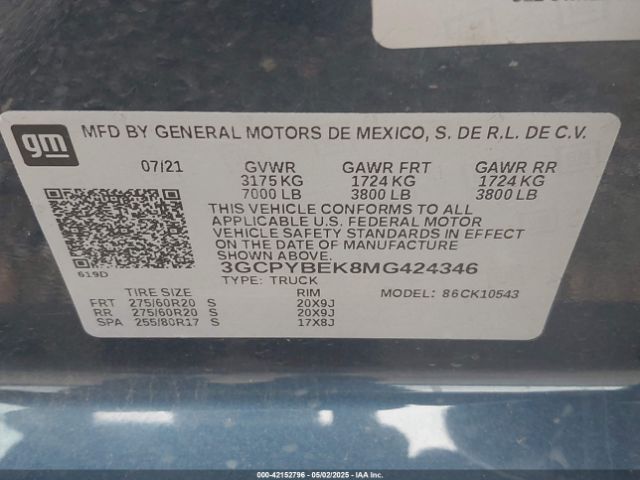 gm
MFD BY GENERAL MOTORS DE MEXICO, S. DE R.L. DE C.V.
07/21 GVWR GAWR FRT GAWR RR
3175 KG 1724 KG 1724 KG
7000 LB 3800 LB 3800 LB
THIS VEHICLE CONFORMS TO ALL
APPLICABLE U.S. FEDERAL MOTOR
VEHICLE SAFETY STANDARDS IN
EFFECT ON THE DATE OF MANUFACTURE
SHOWN ABOVE.
3GCPYBEK8MG424346
619D
TYPE: TRUCK MODEL: 86CK10543
TIRE SIZE RIM
FRT 275/60R20 S 20X9J
RR 275/60R20 S 20X9J
SPA 255/80R17 S 17X8J
000-42152796 - 05/02/2025 - IAA Inc.